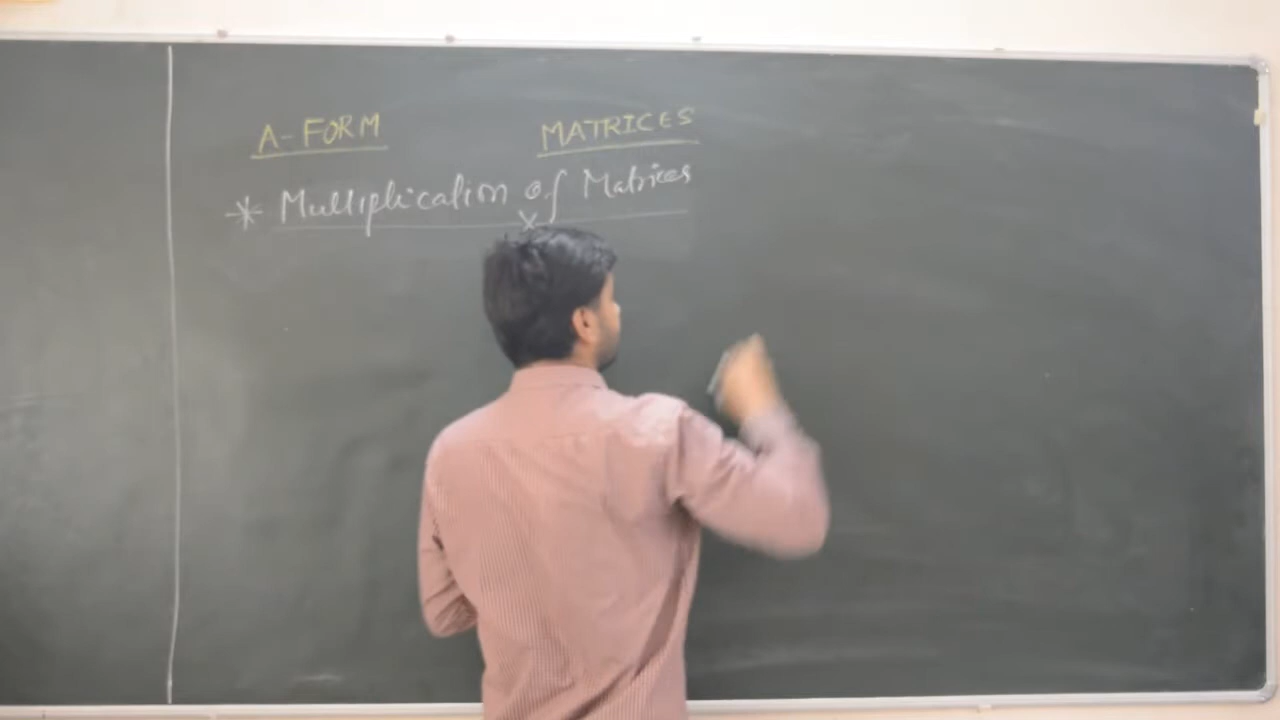 A-FORM MATRICES
* Multiplication of Matrices
x